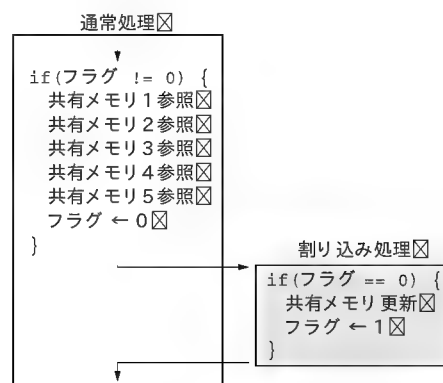 通常処理☒
if(フラグ != 0) {
共有メモリ1参照☒
共有メモリ2参照☒
共有メモリ3参照☒
共有メモリ4参照☒
共有メモリ5参照☒
フラグ ← 0☒
}
割り込み処理☒
if(フラグ == 0) {
共有メモリ更新☒
フラグ ← 1☒
}